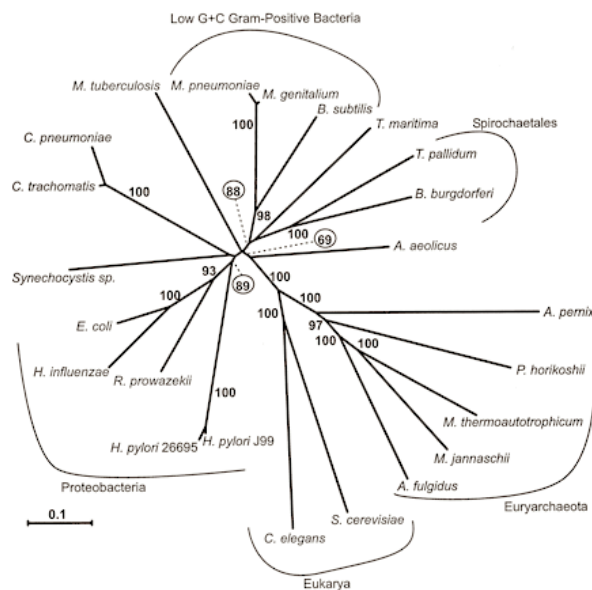 Low G+C Gram-Positive Bacteria
M. tuberculosis
M. pneumoniae
M. genitalium
B. subtilis
T. maritima
Spirochaetales
C. pneumoniae
T. pallidum
100
C. trachomatis
100
88
98
B. burgdorferi
100
69
A. aeolicus
Synechocystis sp.
93
89
100
100
100
100
A. pernix
E. coli
97
100
100
P. horikoshii
H. influenzae
R. prowazekii
100
M. thermoautotrophicum
H. pylori 26695
H. pylori J99
M. jannaschii
Proteobacteria
A. fulgidus
Euryarchaeota
0.1
S. cerevisiae
C. elegans
Eukarya